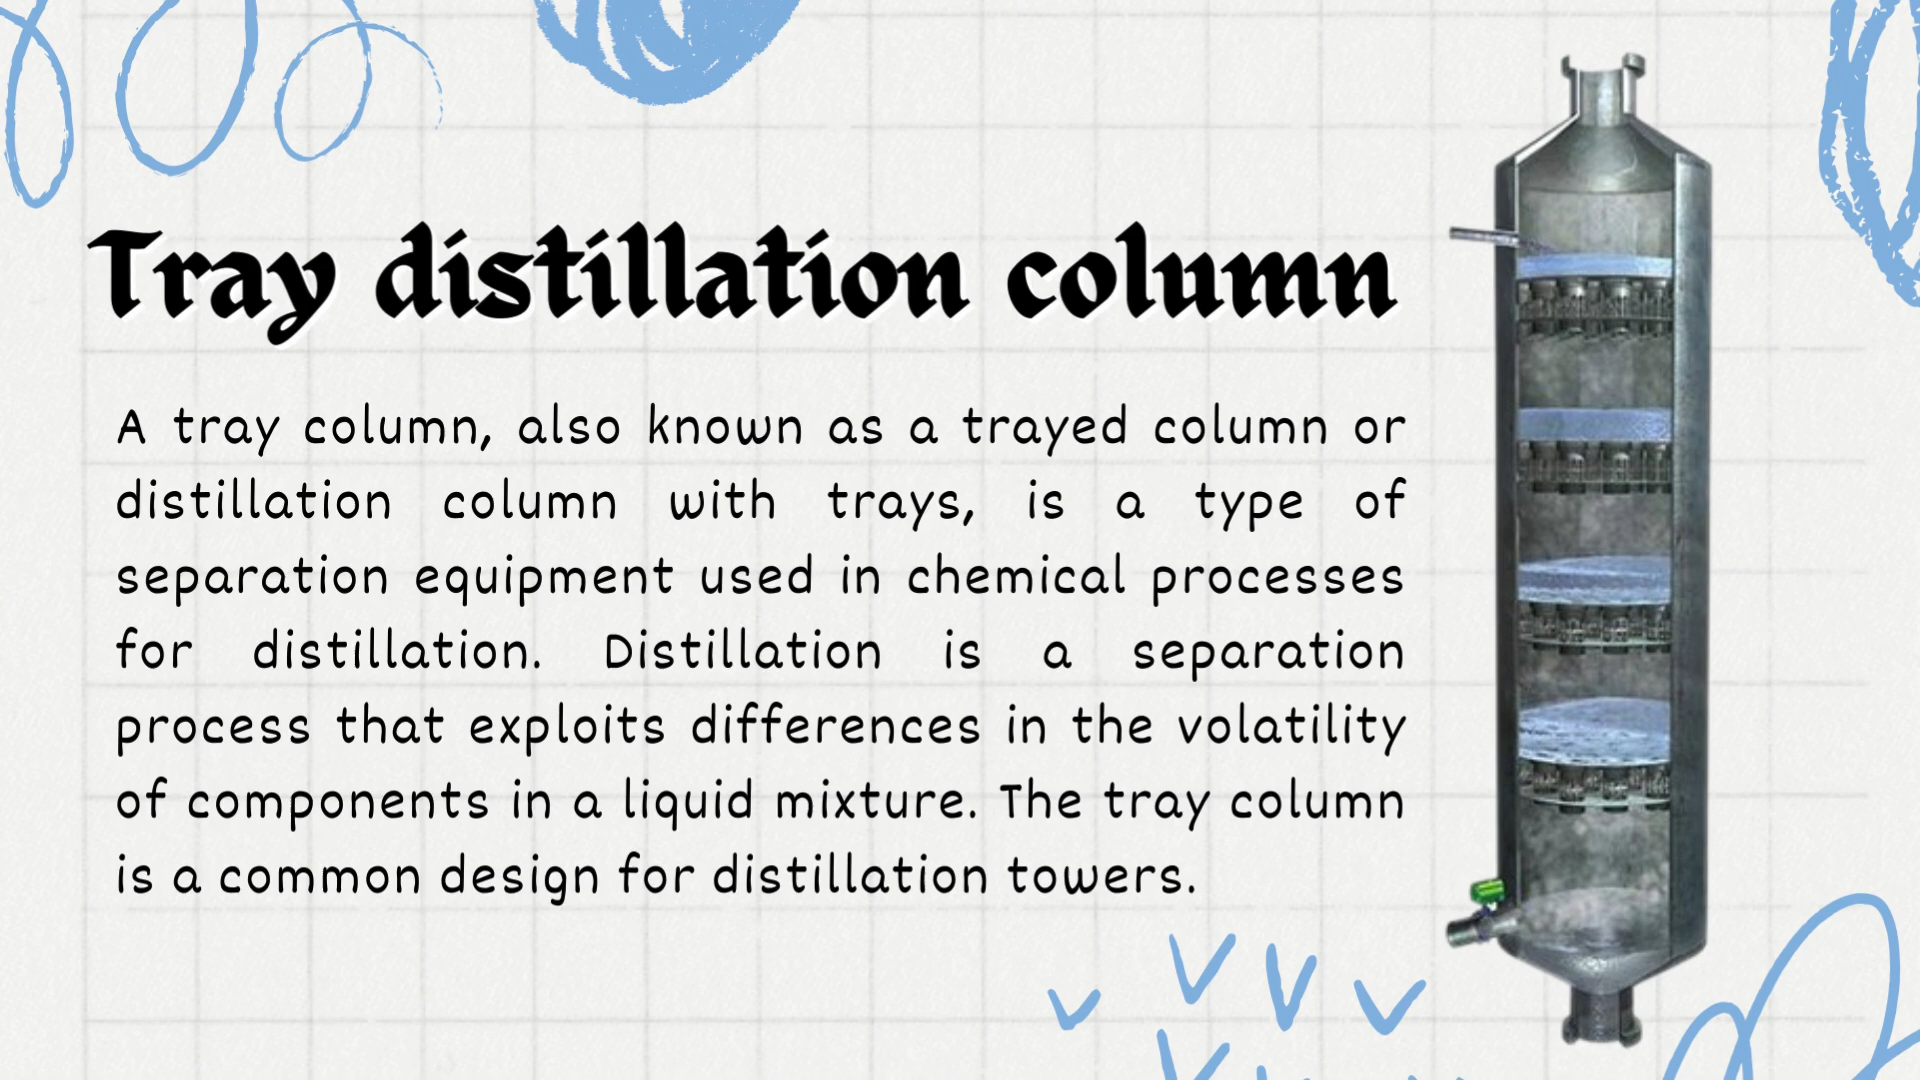 Tray distillation column
A tray column, also known as a trayed column or
distillation column with trays, is a type of
separation equipment used in chemical processes
for distillation. Distillation is a separation
process that exploits differences in the volatility
of components in a liquid mixture. The tray column
is a common design for distillation towers.